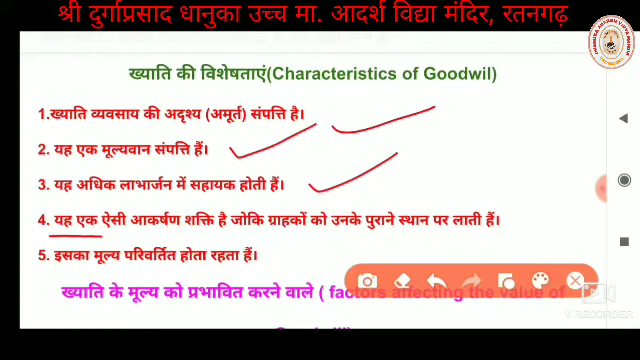 श्री दुर्गाप्रसाद धानुका उच्च मा. आदर्श विद्या मंदिर, रतनगढ़
ख्याति की विशेषताएं(Characteristics of Goodwil)
1.ख्याति व्यवसाय की अदृश्य (अमूर्त) संपत्ति है।
2. यह एक मूल्यवान संपत्ति हैं।
3. यह अधिक लाभार्जन में सहायक होती हैं।
4. यह एक ऐसी आकर्षण शक्ति है जोकि ग्राहकों को उनके पुराने स्थान पर लाती हैं।
5. इसका मूल्य परिवर्तित होता रहता हैं।
ख्याति के मूल्य को प्रभावित करने वाले ( factors affecting the value of
V RECORDER